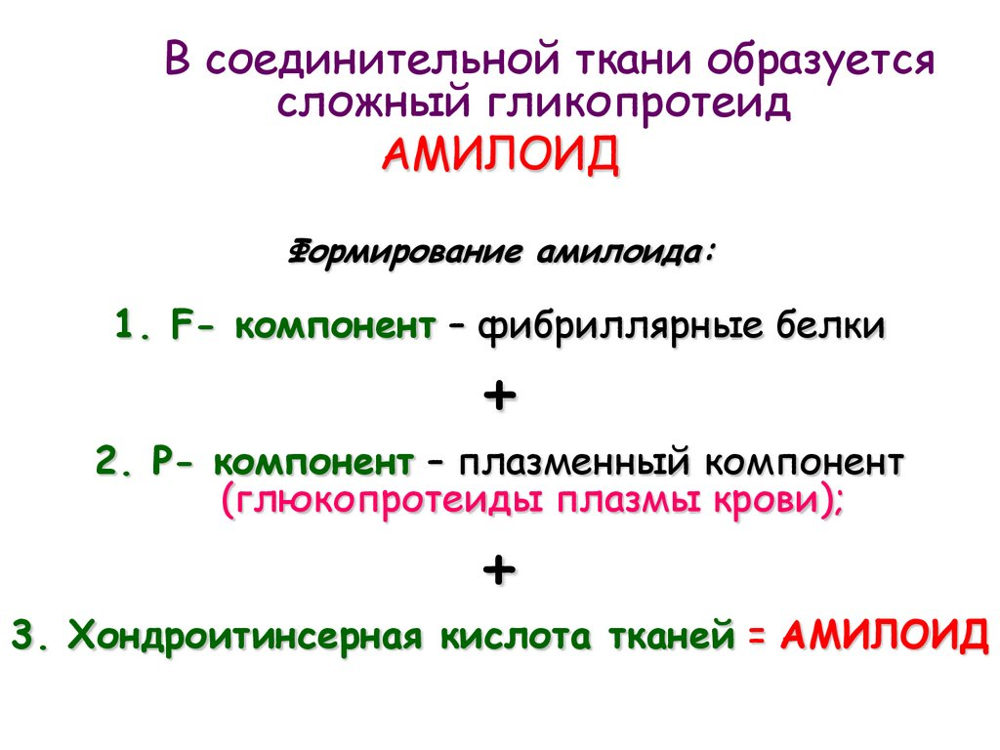 В соединительной ткани образуется
сложный гликопротеид
АМИЛОИД
Формирование амилоида:
1. F- компонент – фибриллярные белки
+
2. Р- компонент – плазменный компонент
(глюкопротеиды плазмы крови);
+
3. Хондроитинсерная кислота тканей = АМИЛОИД